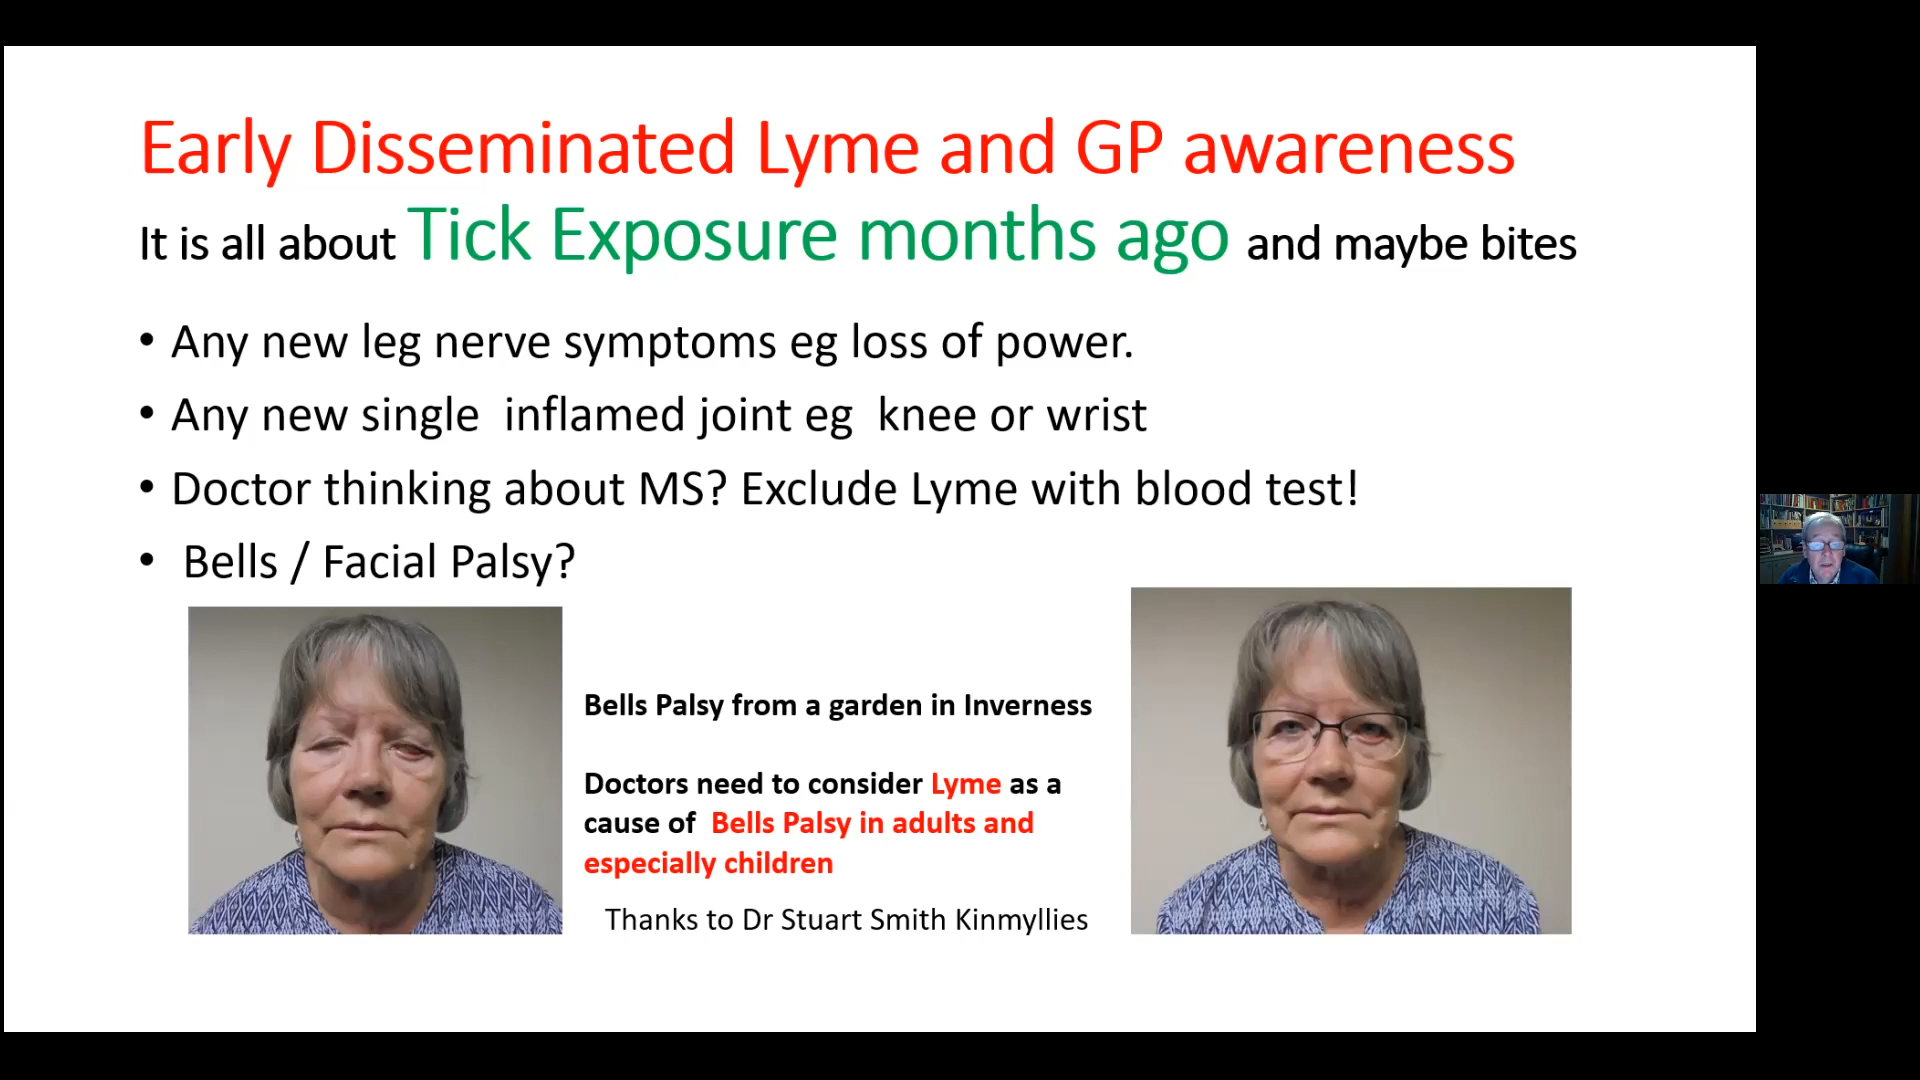 Early Disseminated Lyme and GP awareness
It is all about Tick Exposure months ago and maybe bites
• Any new leg nerve symptoms eg loss of power.
• Any new single inflamed joint eg knee or wrist
• Doctor thinking about MS? Exclude Lyme with blood test!
• Bells / Facial Palsy?
Bells Palsy from a garden in Inverness
Doctors need to consider Lyme as a
cause of Bells Palsy in adults and
especially children
Thanks to Dr Stuart Smith Kinmyllies